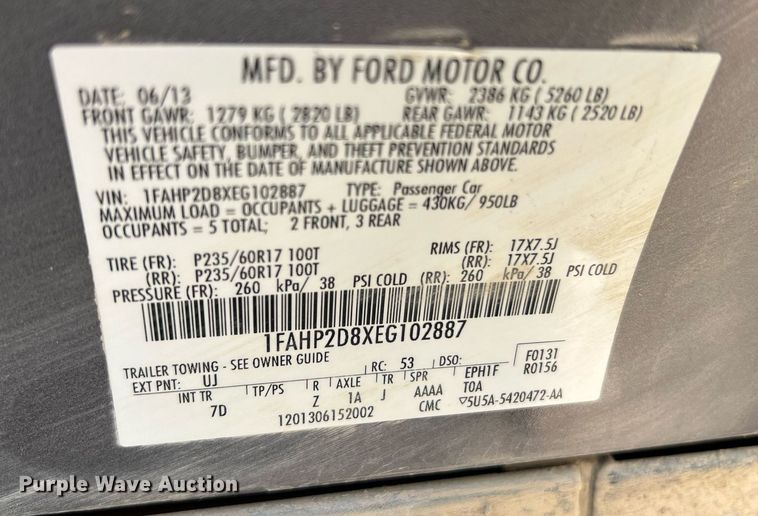 MFD. BY FORD MOTOR CO.
DATE: 06/13 GVWR: 2386 KG ( 5260 LB)
FRONT GAWR: 1279 KG ( 2820 LB) REAR GAWR: 1143 KG ( 2520 LB)
THIS VEHICLE CONFORMS TO ALL APPLICABLE FEDERAL MOTOR
VEHICLE SAFETY, BUMPER, AND THEFT PREVENTION STANDARDS
IN EFFECT ON THE DATE OF MANUFACTURE SHOWN ABOVE.
VIN: 1FAHP2D8XEG102887 TYPE: Passenger Car
MAXIMUM LOAD = OCCUPANTS + LUGGAGE = 430KG/ 950LB
OCCUPANTS = 5 TOTAL; 2 FRONT, 3 REAR
TIRE (FR): P235/60R17 100T RIMS (FR): 17X7.5J
(RR): P235/60R17 100T (RR): 17X7.5J
PRESSURE (FR): 260 kPa/ 38 PSI COLD (RR): 260 kPa/ 38 PSI COLD
1FAHP2D8XEG102887
TRAILER TOWING - SEE OWNER GUIDE
EXT PNT: UJ RC: 53 DSO: F0131
R0156
INT TR TP/PS R AXLE TR SPR EPH1F
7D Z 1A J AAAA TOA
1201306152002 CMC ▽5U5A-5420472-AA
Purple Wave Auction